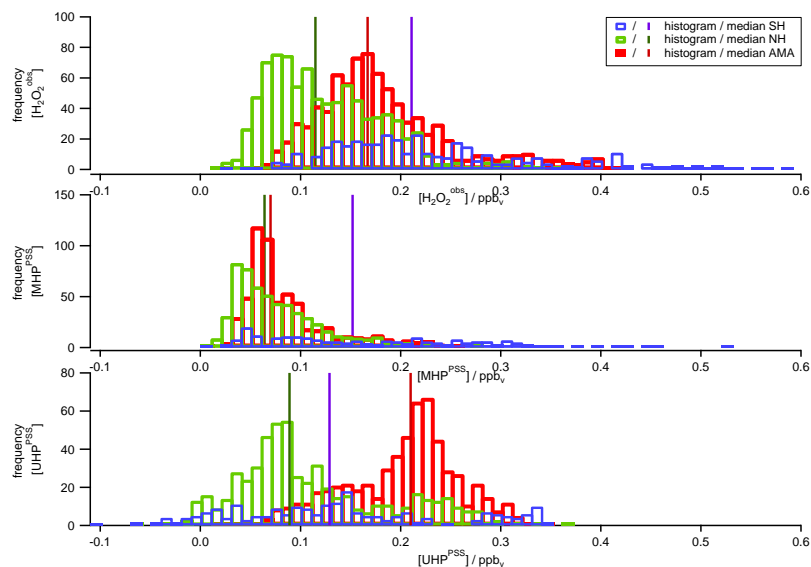 100
80
60
40
20
0
frequency
[H₂O₂ᵒᵇˢ]
/ histogram / median SH
/ histogram / median NH
/ histogram / median AMA
-0.1 0.0 0.1 0.2 0.3 0.4 0.5 0.6
[H₂O₂ᵒᵇˢ] / ppbᵥ
150
100
50
0
frequency
[MHPᴾˢˢ]
-0.1 0.0 0.1 0.2 0.3 0.4 0.5 0.6
[MHPᴾˢˢ] / ppbᵥ
80
60
40
20
0
frequency
[UHPᴾˢˢ]
-0.1 0.0 0.1 0.2 0.3 0.4 0.5 0.6
[UHPᴾˢˢ] / ppbᵥ